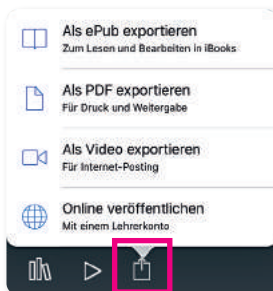 Als ePub exportieren
Zum Lesen und Bearbeiten in iBooks
Als PDF exportieren
Für Druck und Weitergabe
Als Video exportieren
Für Internet-Posting
Online veröffentlichen
Mit einem Lehrerkonto